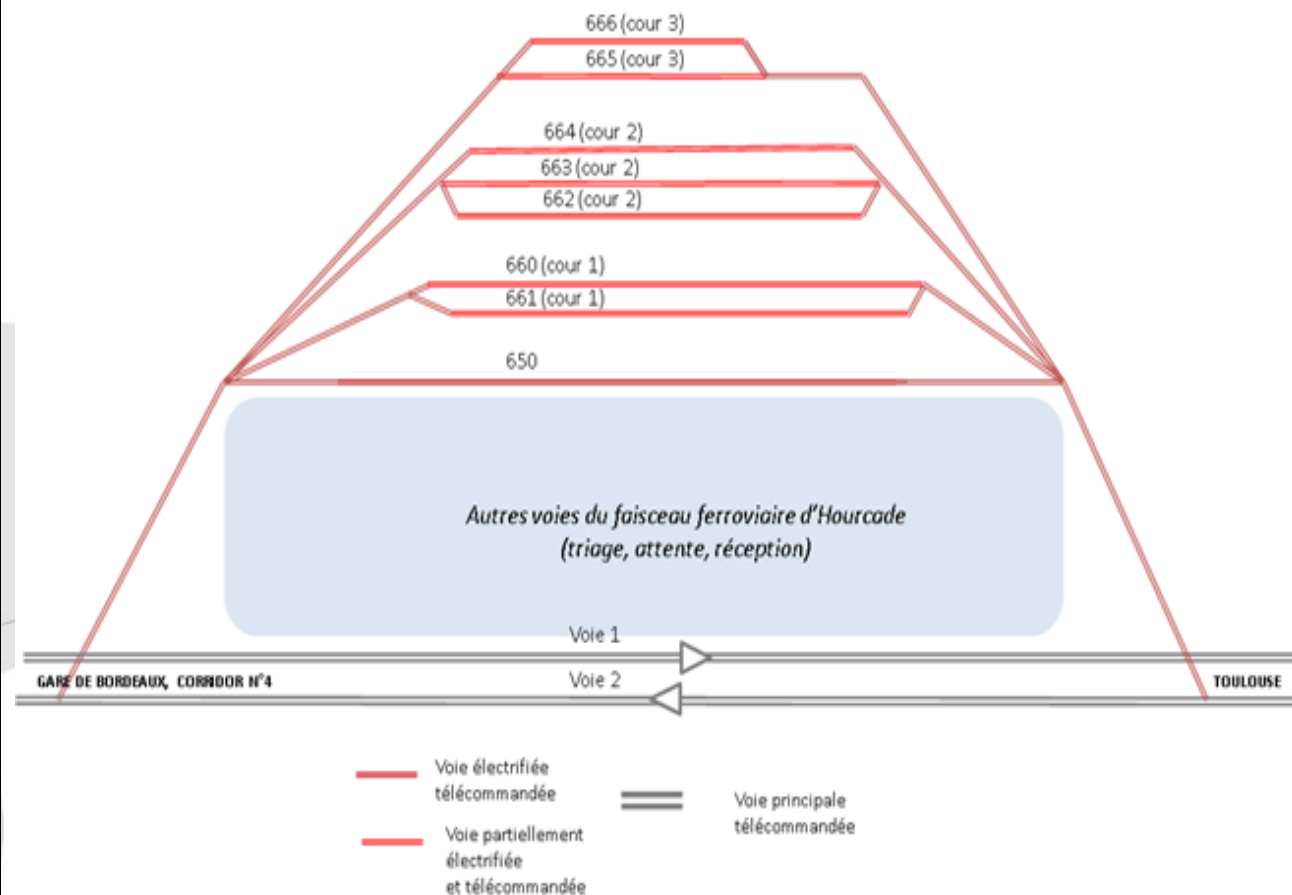 666 (cour 3)
665 (cour 3)
664 (cour 2)
663 (cour 2)
662 (cour 2)
660 (cour 1)
661 (cour 1)
650
Autres voies du faisceau ferroviaire d'Hourcade
(triage, attente, réception)
Voie 1
GARE DE BORDEAUX, CORRIDOR N°4
Voie 2
TOULOUSE
Voie électrifiée
télécommandée
Voie partiellement
électrifiée
et télécommandée
Voie principale
télécommandée